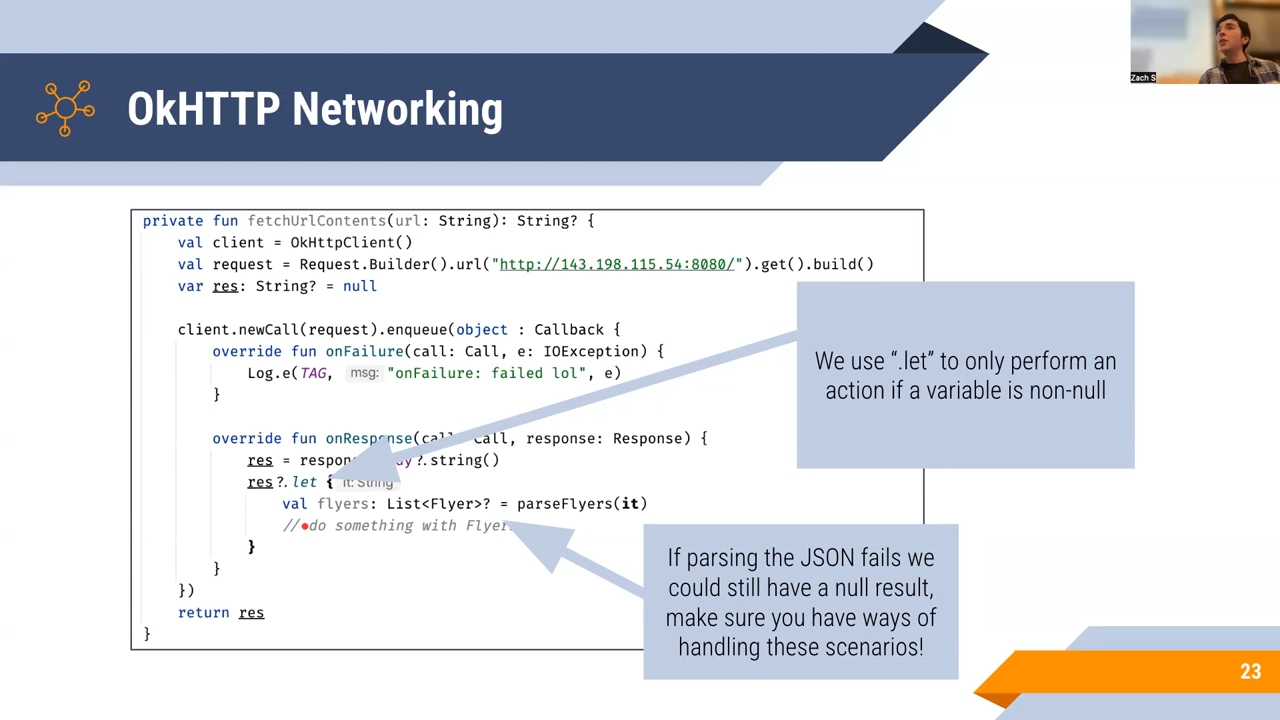 Zach S
OkHTTP Networking
private fun fetchUrlContents(url: String): String? {
val client = OkHttpClient()
val request = Request.Builder().url("http://143.198.115.54:8080/").get().build()
var res: String? = null
client.newCall(request).enqueue(object : Callback {
override fun onFailure(call: Call, e: IOException) {
Log.e(TAG, msg: "onFailure: failed lol", e)
}
override fun onResponse(call: Call, response: Response) {
res = ?.string()
res?.let { it: String
val flyers: List<Flyer>? = parseFlyers(it)
// do something with
}
}
})
return res
}
We use “.let” to only perform an
action if a variable is non-null
If parsing the JSON fails we
could still have a null result,
make sure you have ways of
handling these scenarios!
23